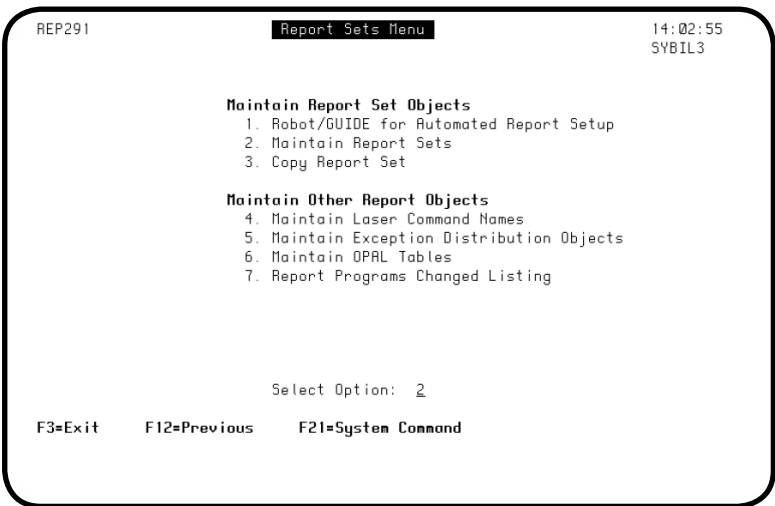 REP291 Report Sets Menu 14:02:55
SYBIL3
Maintain Report Set Objects
1. Robot/GUIDE for Automated Report Setup
2. Maintain Report Sets
3. Copy Report Set
Maintain Other Report Objects
4. Maintain Laser Command Names
5. Maintain Exception Distribution Objects
6. Maintain OPAL Tables
7. Report Programs Changed Listing
Select Option: 2
F3=Exit F12=Previous F21=System Command